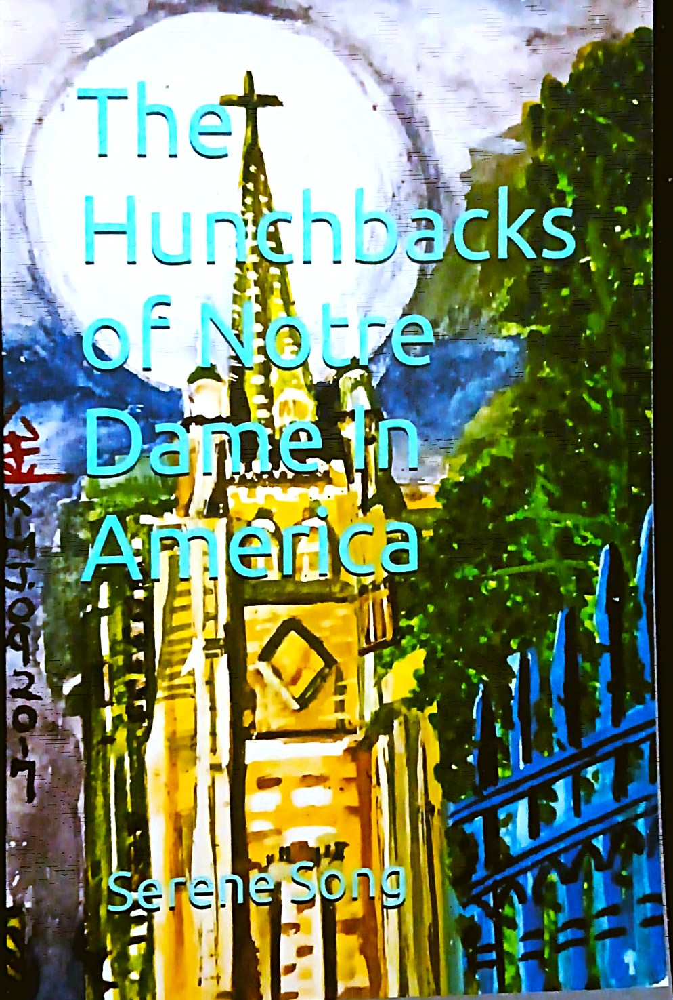 The
Hunchbacks
of Notre
Dame In
America
Serene Song